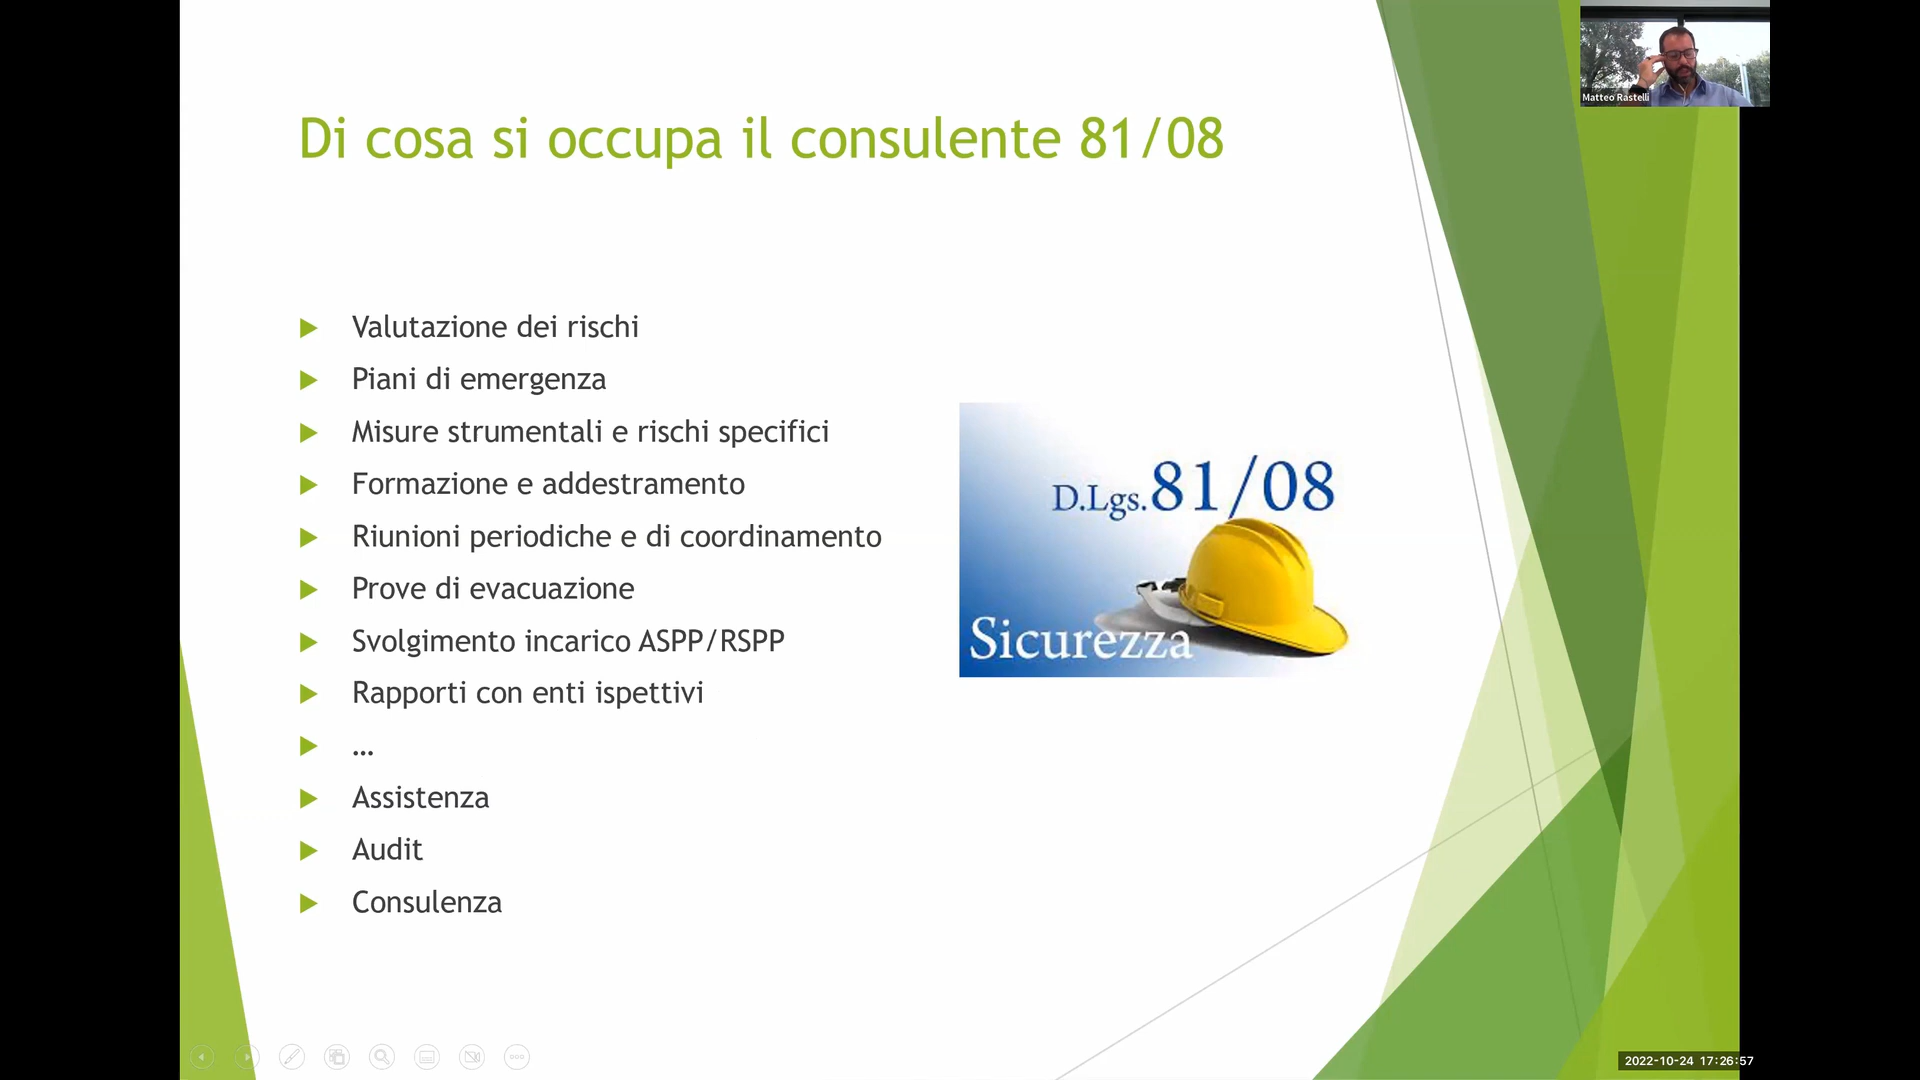 Matteo Rastelli
Di cosa si occupa il consulente 81/08
Valutazione dei rischi
Piani di emergenza
Misure strumentali e rischi specifici
Formazione e addestramento
Riunioni periodiche e di coordinamento
Prove di evacuazione
Svolgimento incarico ASPP/RSPP
Rapporti con enti ispettivi
...
Assistenza
Audit
Consulenza
D.Lgs.81/08
Sicurezza
2022-10-24 17:26:57